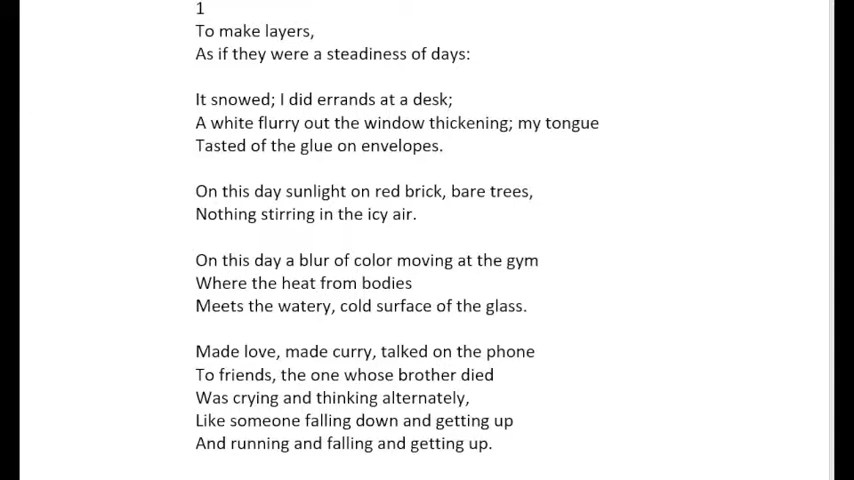 1
To make layers,
As if they were a steadiness of days:
It snowed; I did errands at a desk;
A white flurry out the window thickening; my tongue
Tasted of the glue on envelopes.
On this day sunlight on red brick, bare trees,
Nothing stirring in the icy air.
On this day a blur of color moving at the gym
Where the heat from bodies
Meets the watery, cold surface of the glass.
Made love, made curry, talked on the phone
To friends, the one whose brother died
Was crying and thinking alternately,
Like someone falling down and getting up
And running and falling and getting up.